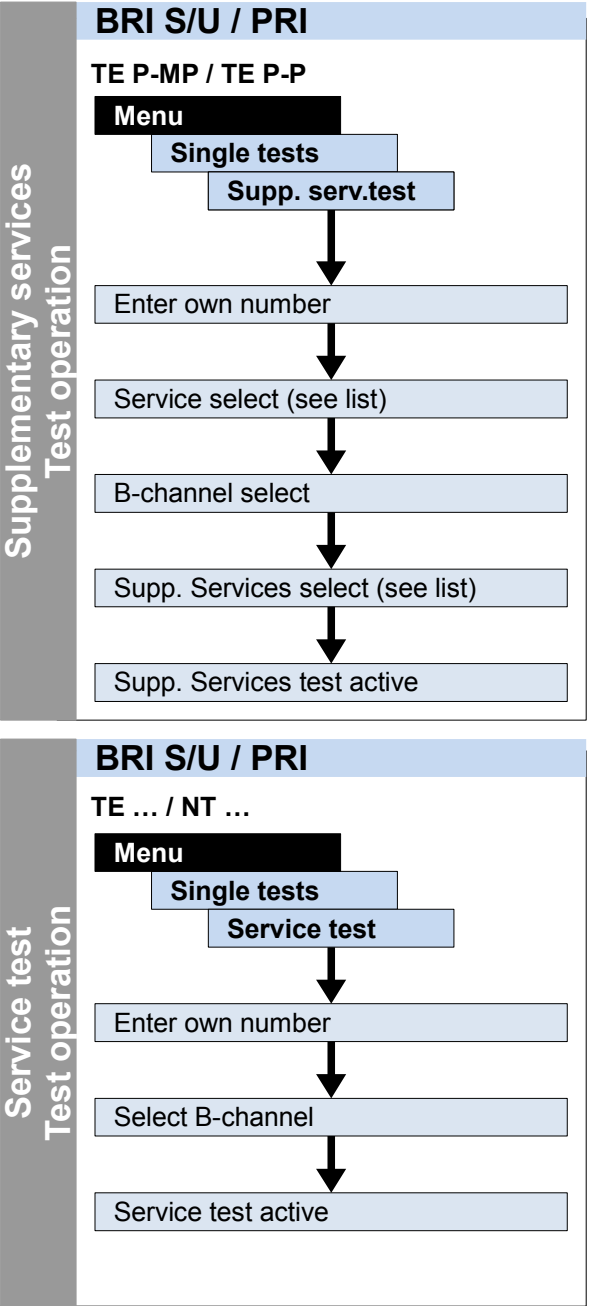 Supplementary services
Test operation
BRI S/U / PRI
TE P-MP / TE P-P
Menu
Single tests
Supp. serv.test
Enter own number
Service select (see list)
B-channel select
Supp. Services select (see list)
Supp. Services test active
Service test
Test operation
BRI S/U / PRI
TE … / NT …
Menu
Single tests
Service test
Enter own number
Select B-channel
Service test active